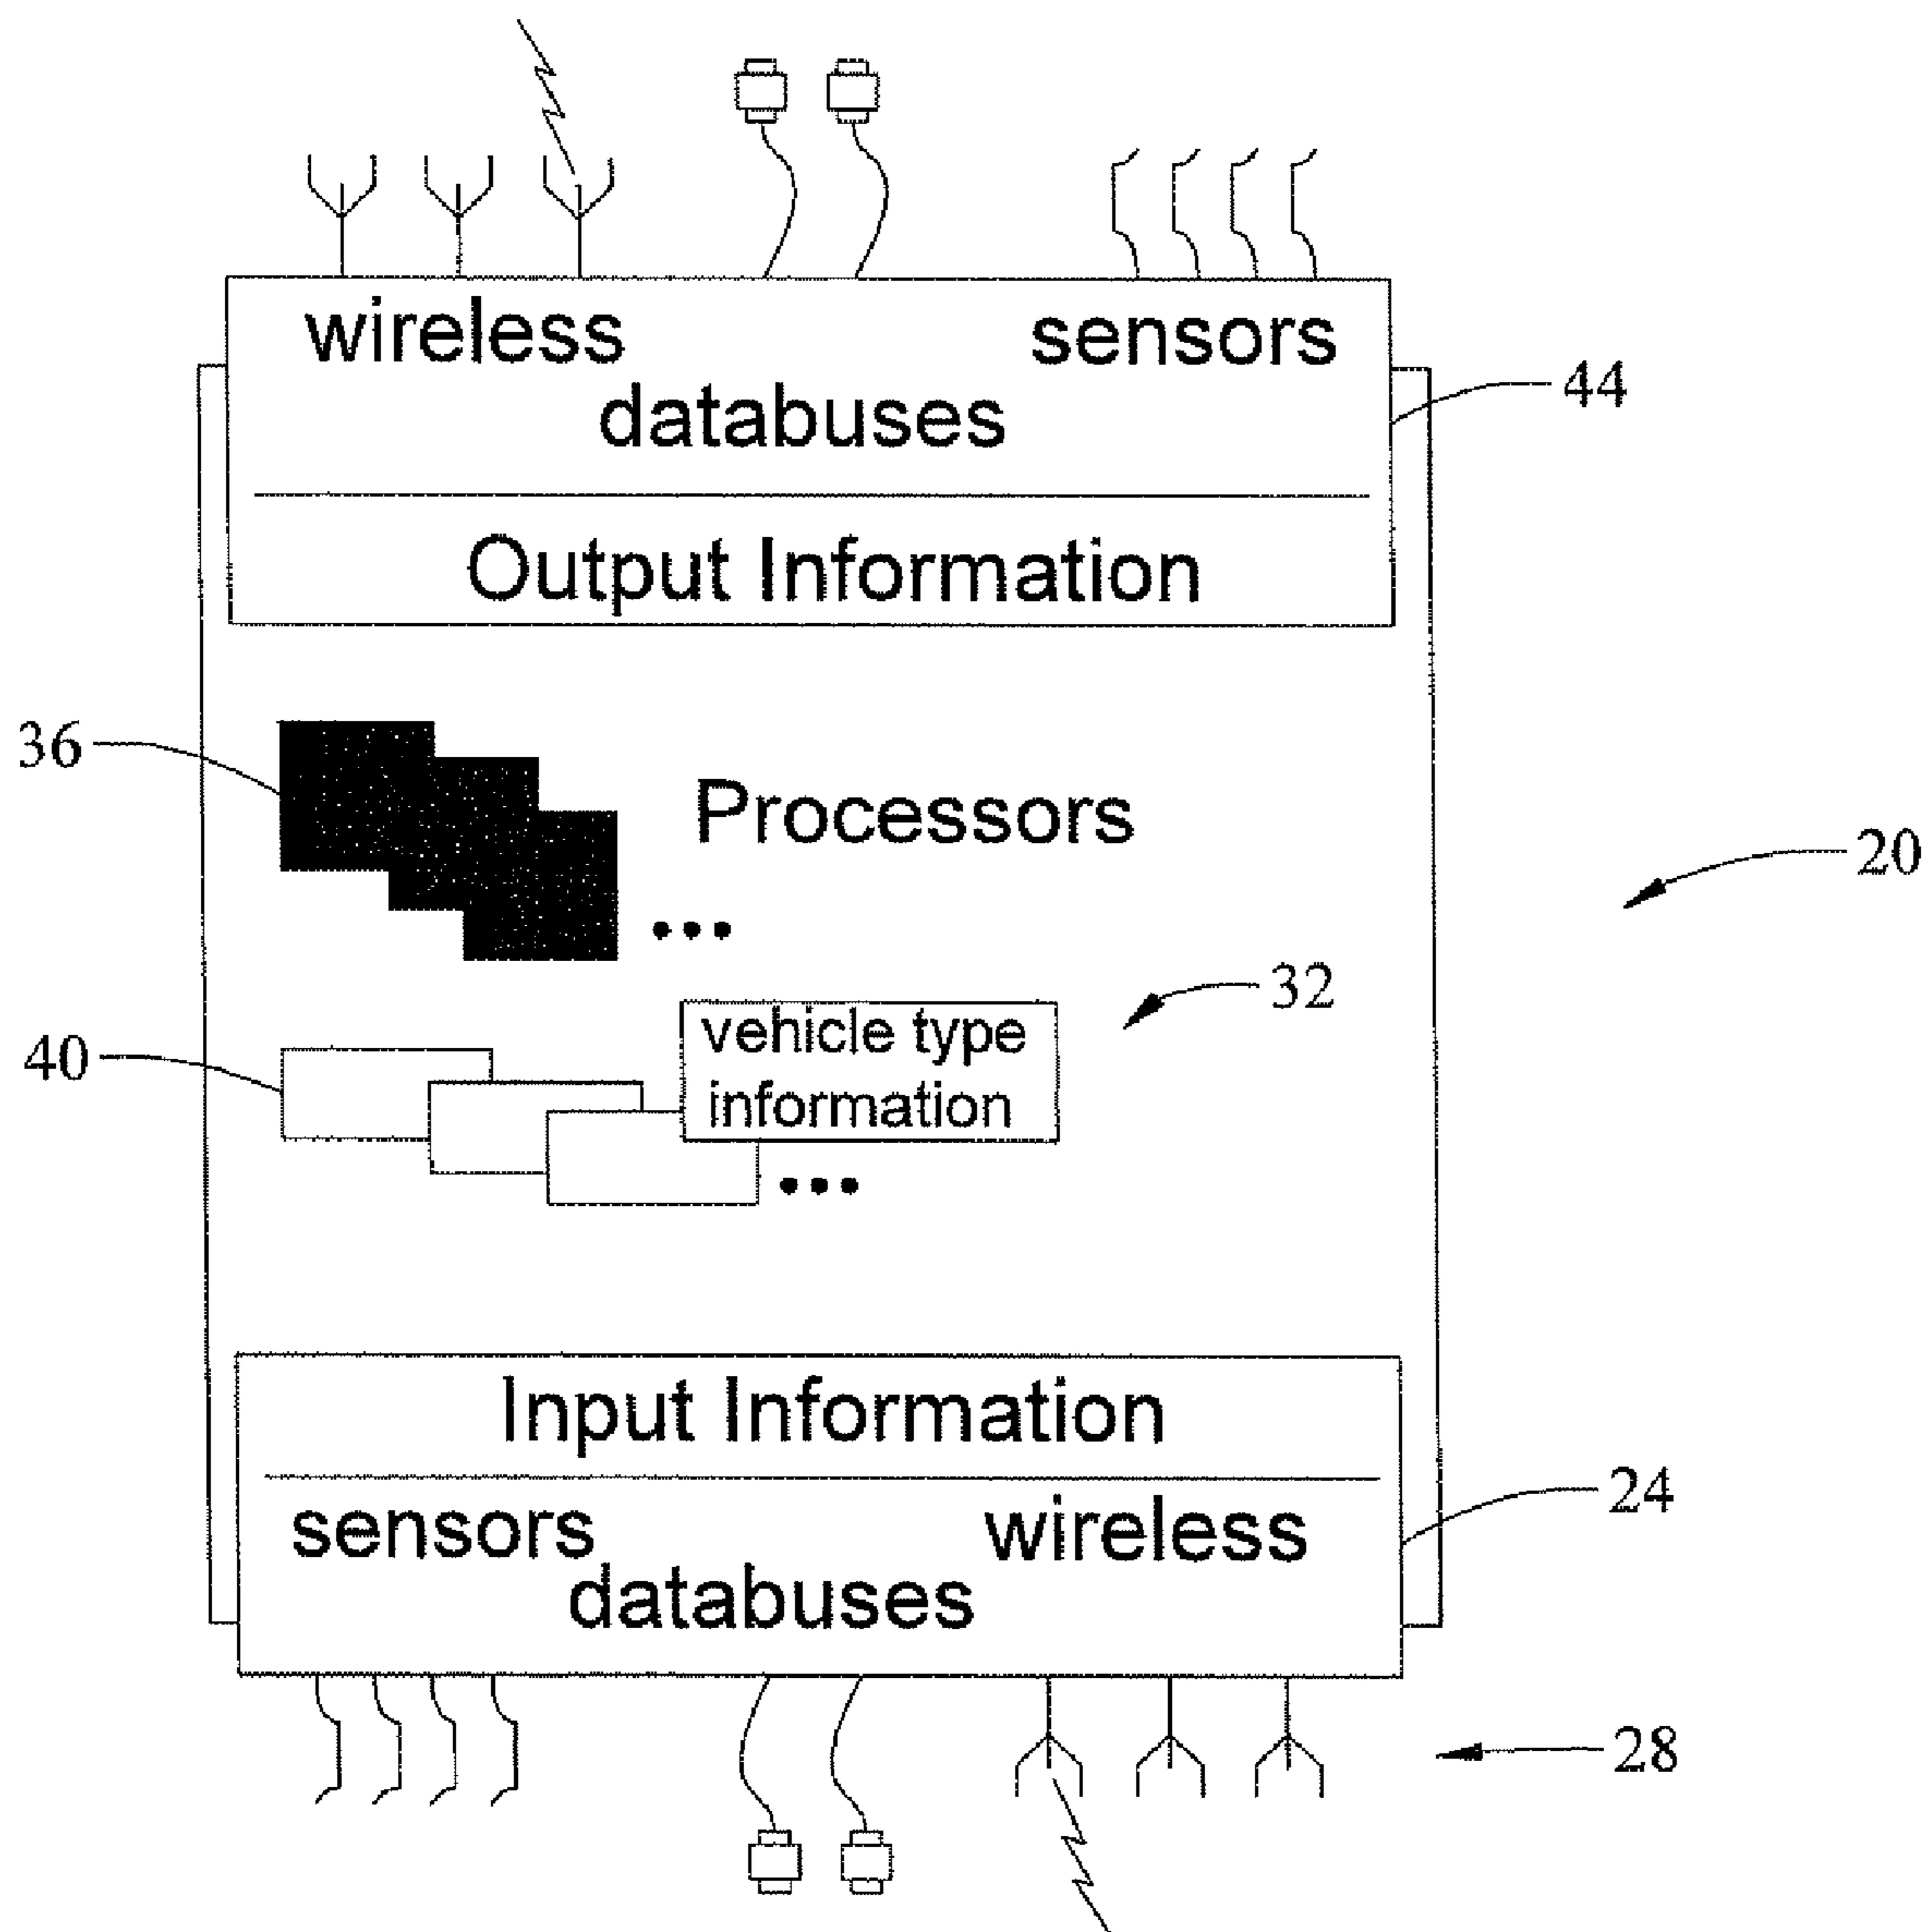 wireless sensors
databuses
44
Output Information
36
Processors
20
32
vehicle type
information
40
Input Information
24
sensors wireless
databuses
28